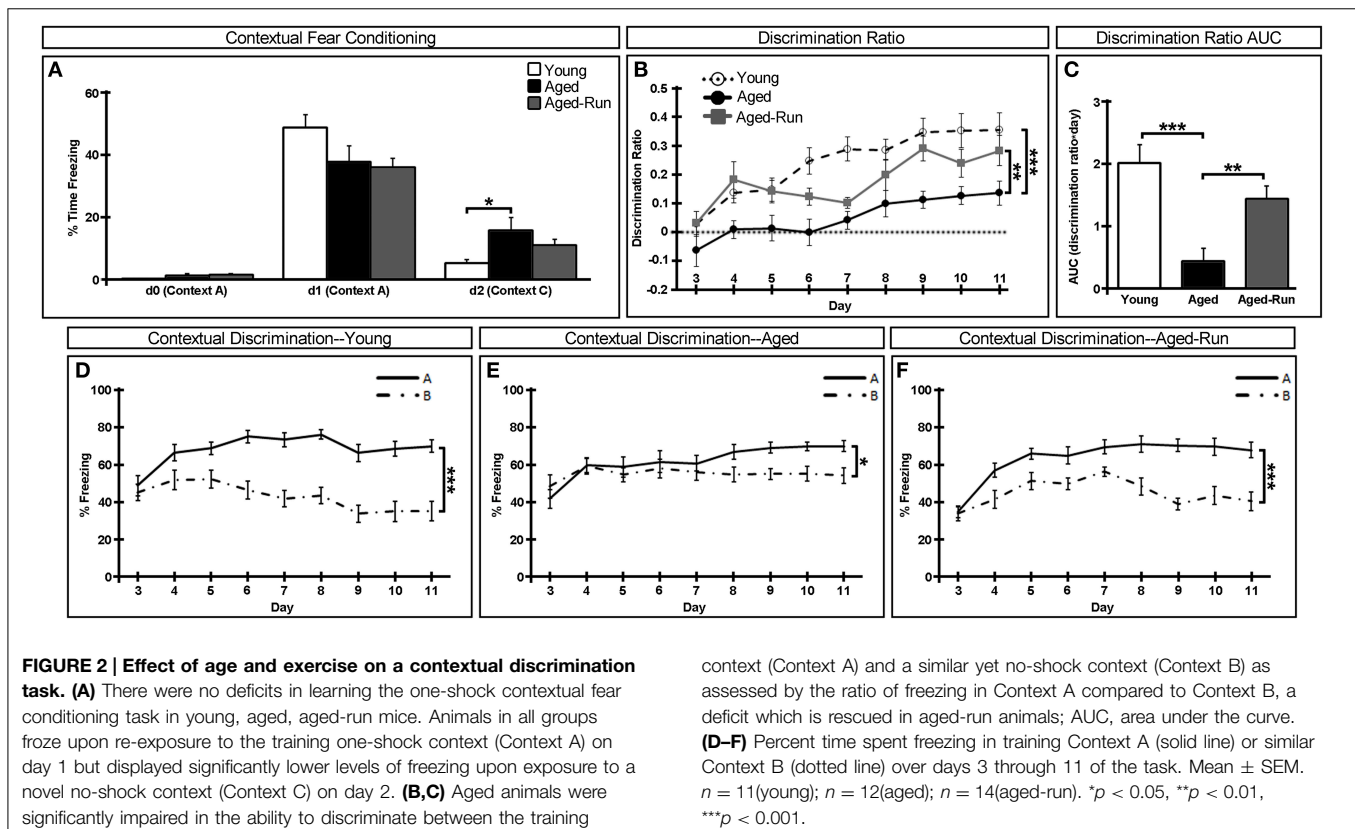 Contextual Fear Conditioning
A
Young
Aged
Aged-Run
60
40
20
0
% Time Freezing
*
d0 (Context A)
d1 (Context A)
d2 (Context C)
Discrimination Ratio
B
Young
Aged
Aged-Run
0.5
0.4
0.3
0.2
0.1
0
-0.1
-0.2
Discrimination Ratio
**
***
3
4
5
6
7
8
9
10
11
Day
Discrimination Ratio AUC
C
3
2
1
0
AUC (discrimination ratio*day)
***
**
Young
Aged
Aged-Run
Contextual Discrimination--Young
D
A
B
100
80
60
40
20
0
% Freezing
***
3
4
5
6
7
8
9
10
11
Day
Contextual Discrimination--Aged
E
A
B
100
80
60
40
20
0
% Freezing
*
3
4
5
6
7
8
9
10
11
Day
Contextual Discrimination--Aged-Run
F
A
B
100
80
60
40
20
0
% Freezing
***
3
4
5
6
7
8
9
10
11
Day
FIGURE 2 | Effect of age and exercise on a contextual discrimination
task. (A) There were no deficits in learning the one-shock contextual fear
conditioning task in young, aged, aged-run mice. Animals in all groups
froze upon re-exposure to the training one-shock context (Context A) on
day 1 but displayed significantly lower levels of freezing upon exposure to a
novel no-shock context (Context C) on day 2. (B,C) Aged animals were
significantly impaired in the ability to discriminate between the training
context (Context A) and a similar yet no-shock context (Context B) as
assessed by the ratio of freezing in Context A compared to Context B, a
deficit which is rescued in aged-run animals; AUC, area under the curve.
(D–F) Percent time spent freezing in training Context A (solid line) or similar
Context B (dotted line) over days 3 through 11 of the task. Mean ± SEM.
n = 11(young); n = 12(aged); n = 14(aged-run). *p < 0.05, **p < 0.01,
***p < 0.001.